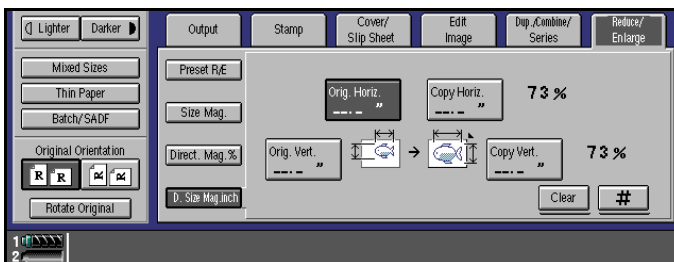 Lighter
Darker
Output
Stamp
Cover/
Slip Sheet
Edit
Image
Dup.,Combine/
Series
Reduce/
Enlarge
Mixed Sizes
Thin Paper
Batch/SADF
Original Orientation
R R R R
Rotate Original
Preset R/E
Size Mag.
Direct. Mag.%
D. Size Mag.inch
Orig. Horiz.
--.- "
Copy Horiz.
--.- "
73%
Orig. Vert.
--.- "
Copy Vert.
--.- "
73%
Clear
#
1
2